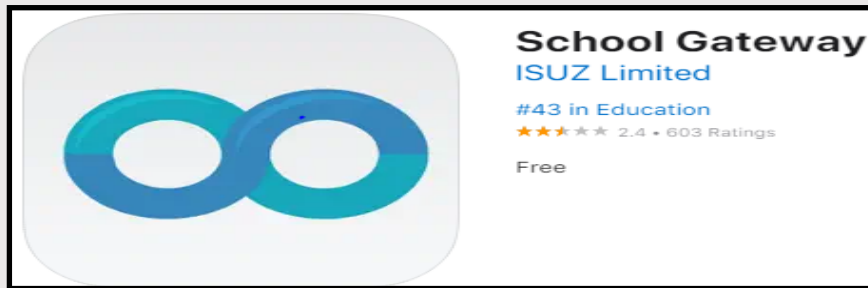 School Gateway
ISUZ Limited
#43 in Education
2.4 • 603 Ratings
Free